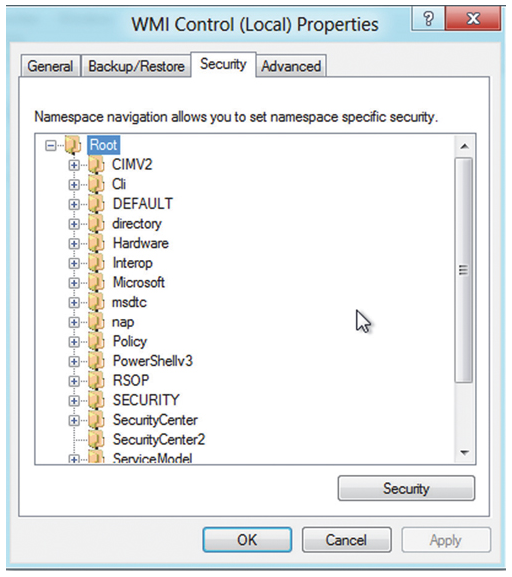 WMI Control (Local) Properties
?
General Backup/Restore Security Advanced
Namespace navigation allows you to set namespace specific security.
Root
CIMV2
Cli
DEFAULT
directory
Hardware
Interop
Microsoft
msdtc
nap
Policy
PowerShellv3
RSOP
SECURITY
SecurityCenter
SecurityCenter2
ServiceModel
Security
OK Cancel Apply